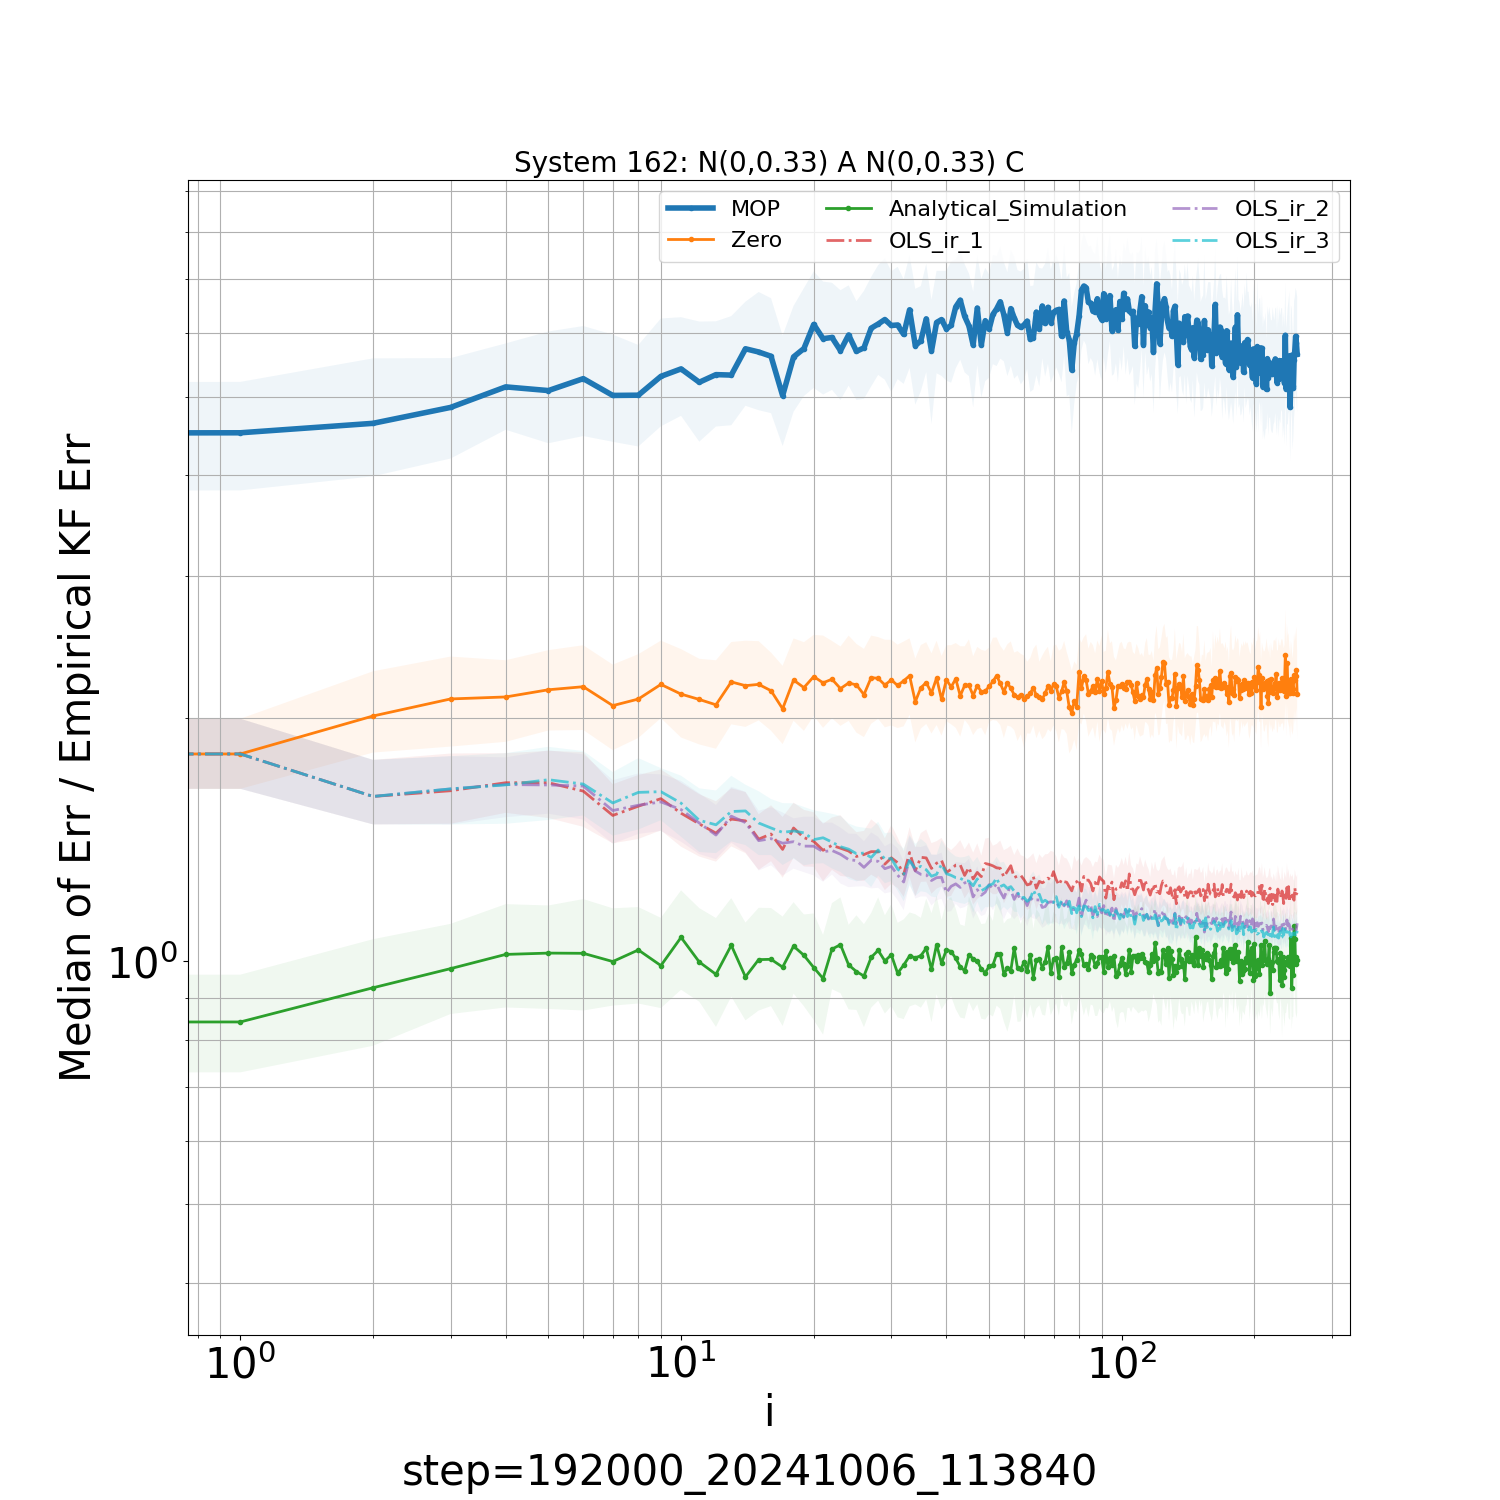 System 162: N(0,0.33) A N(0,0.33) C
MOP
Zero
Analytical_Simulation
OLS_ir_1
OLS_ir_2
OLS_ir_3
Median of Err / Empirical KF Err
10⁰
10⁰
10¹
10²
i
step=192000_20241006_113840